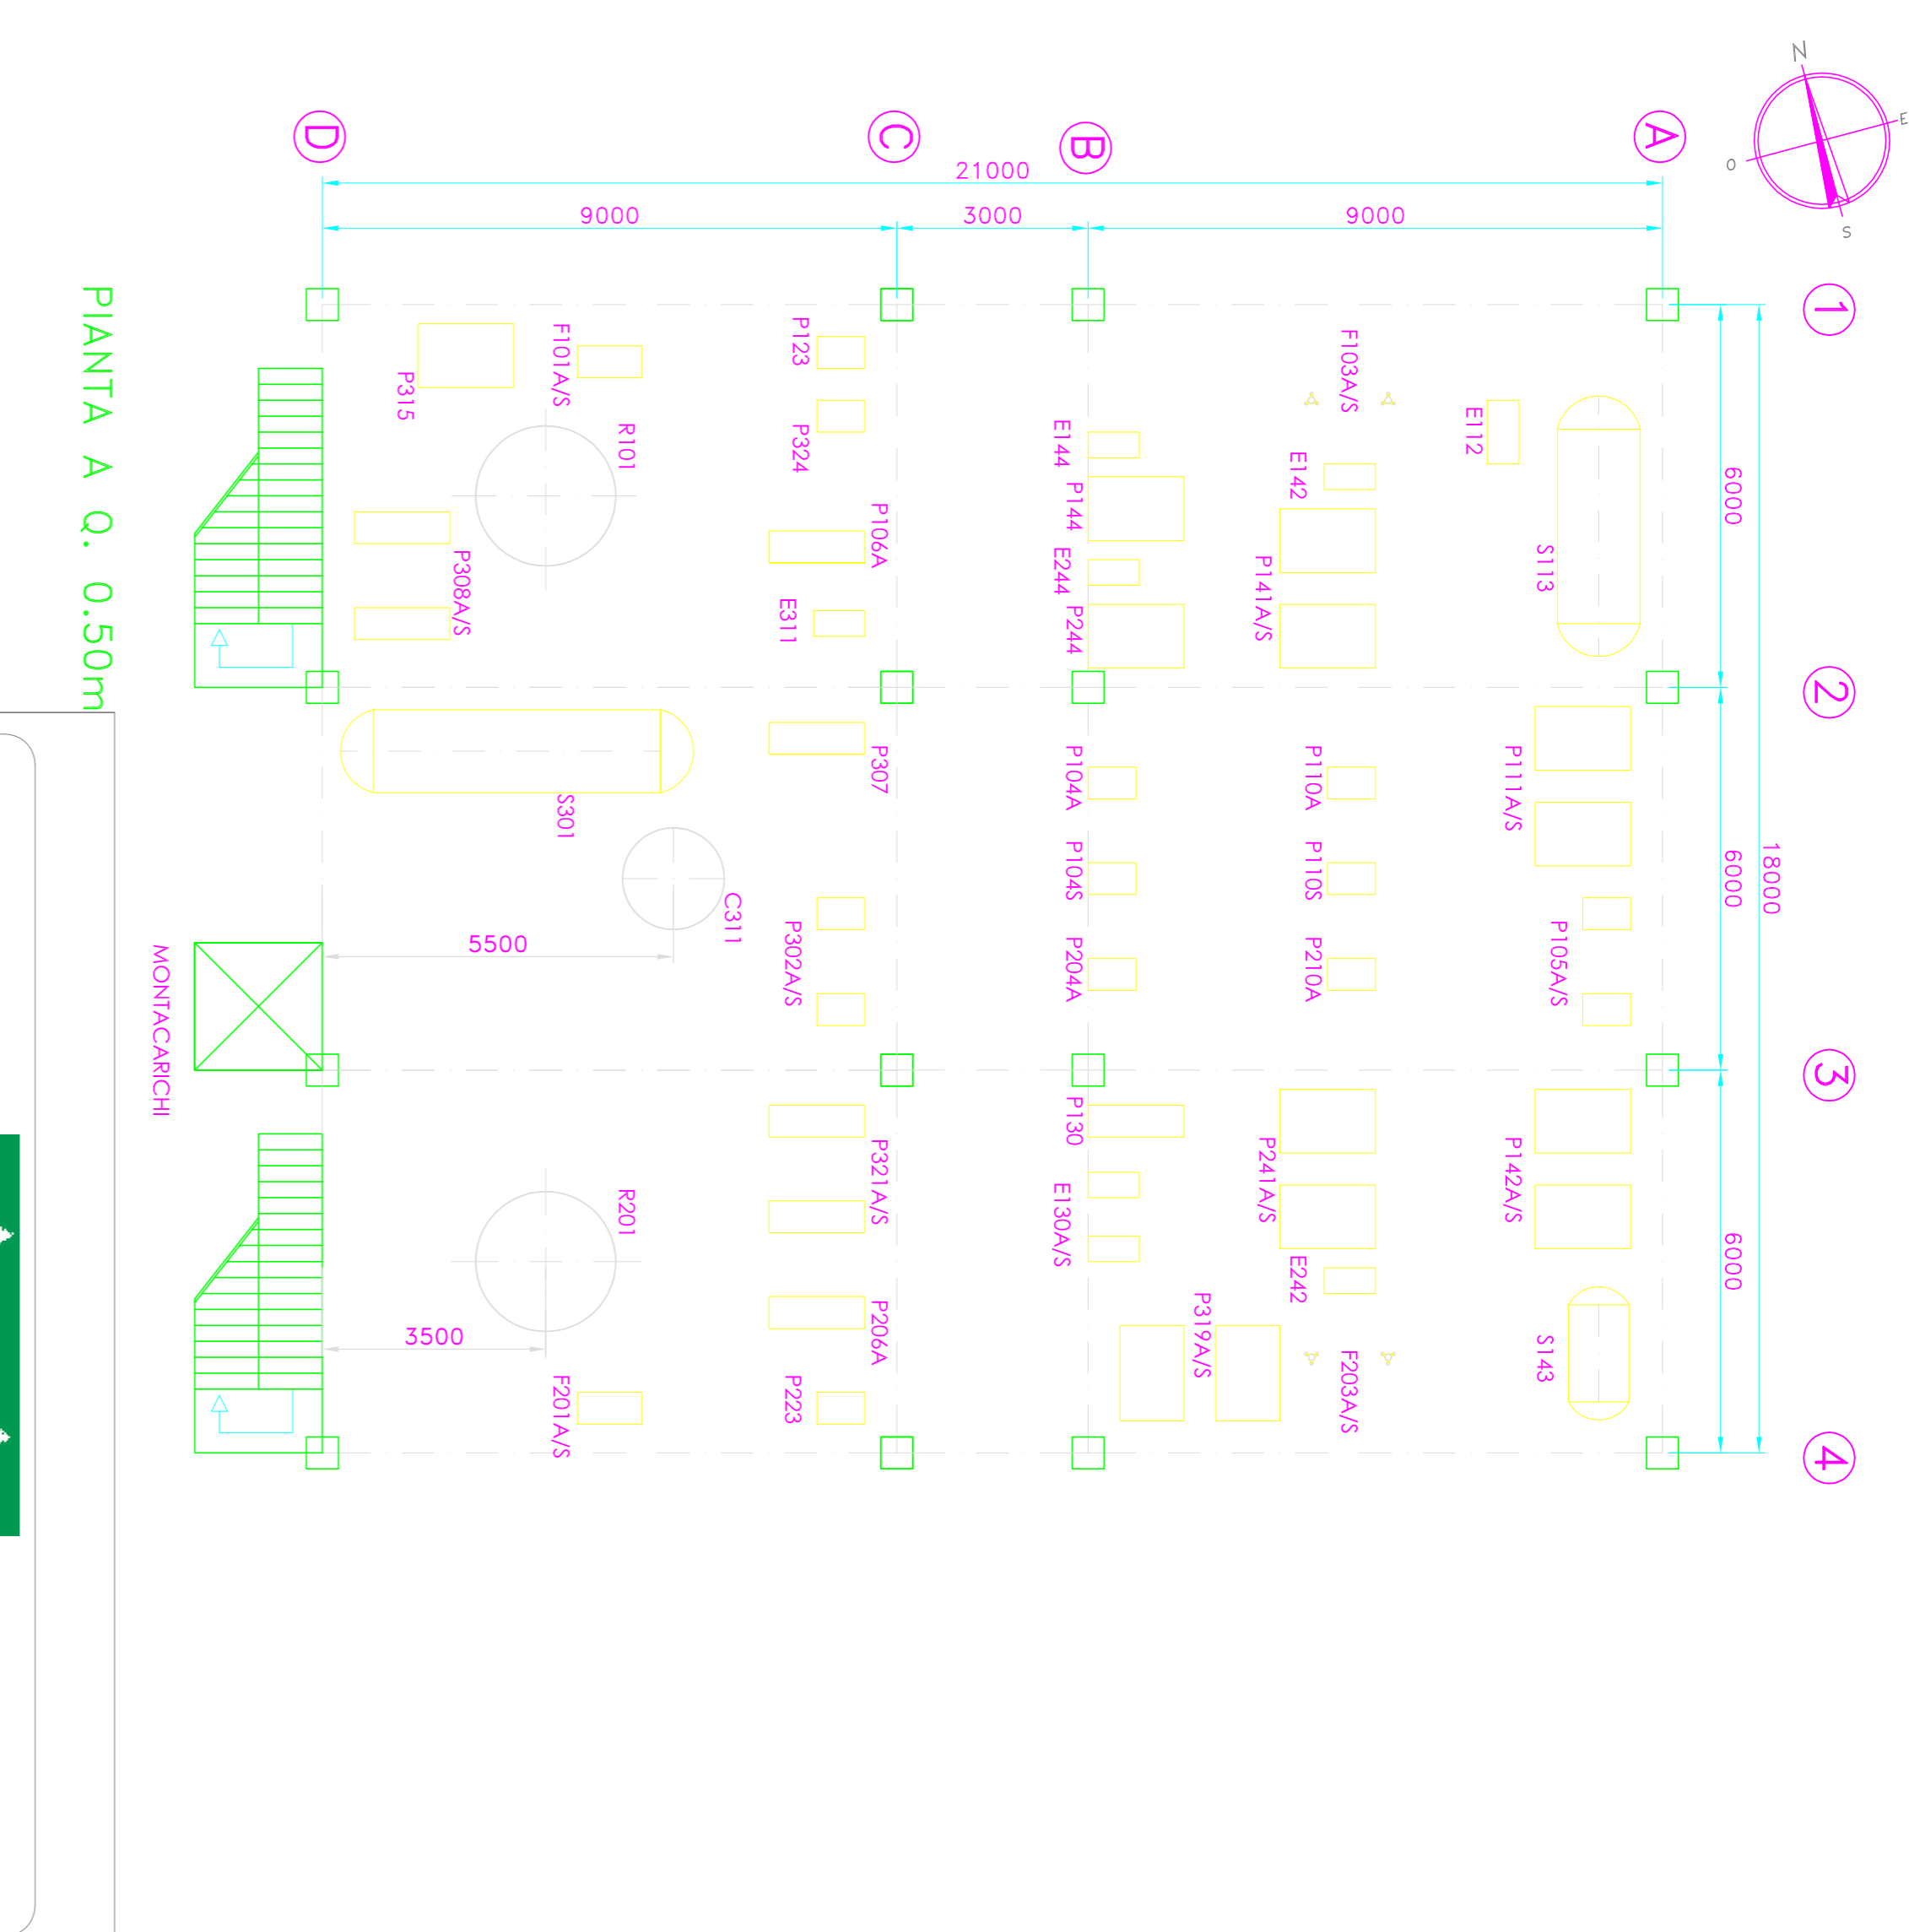 N
E
O
S
D
C
B
A
21000
9000
3000
9000
1
2
3
4
6000
6000
6000
18000
PIANTA A Q. 0.50m
P315
F101A/S
R101
P123
P324
P308A/S
P106A
E311
E144
P144
E244
P244
F103A/S
E142
P141A/S
E112
S113
S301
P307
C311
5500
P302A/S
P104A
P104S
P204A
P110A
P110S
P210A
P111A/S
P105A/S
MONTACARICHI
R201
3500
F201A/S
P321A/S
P206A
P223
P130
E130A/S
P241A/S
E242
P319A/S
F203A/S
P142A/S
S143